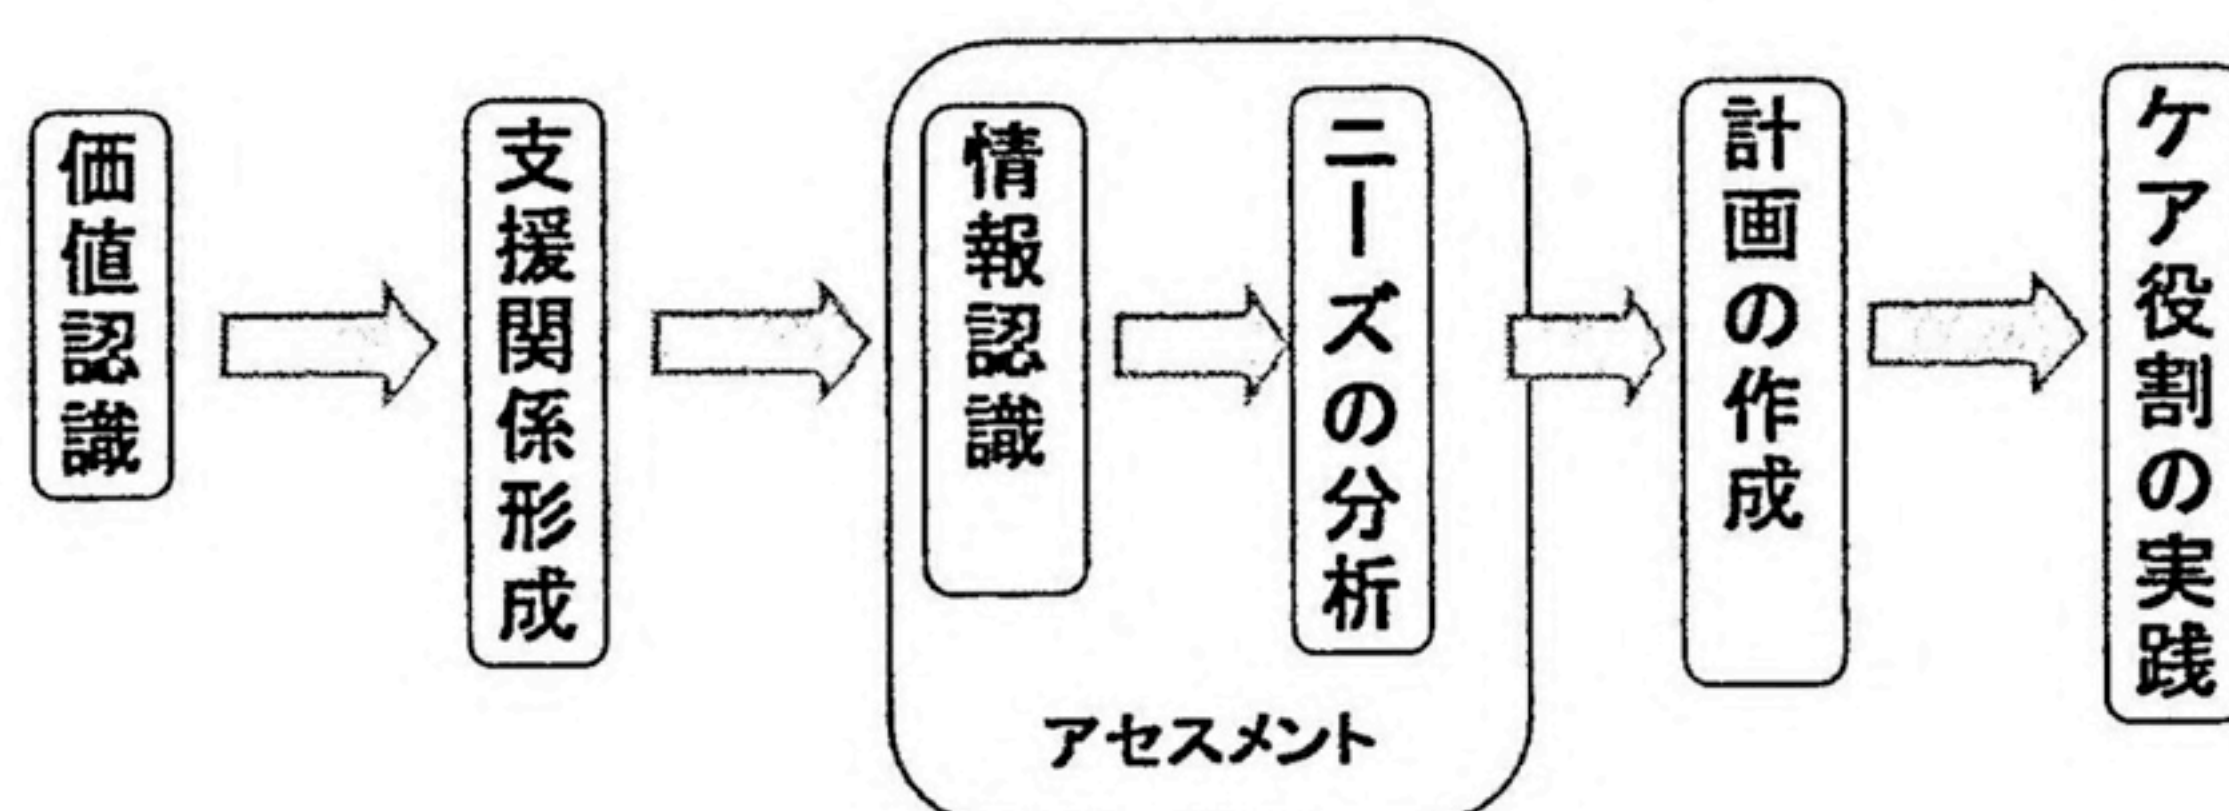 価値認識
支援関係形成
情報認識
ニーズの分析
アセスメント
計画の作成
ケア役割の実践